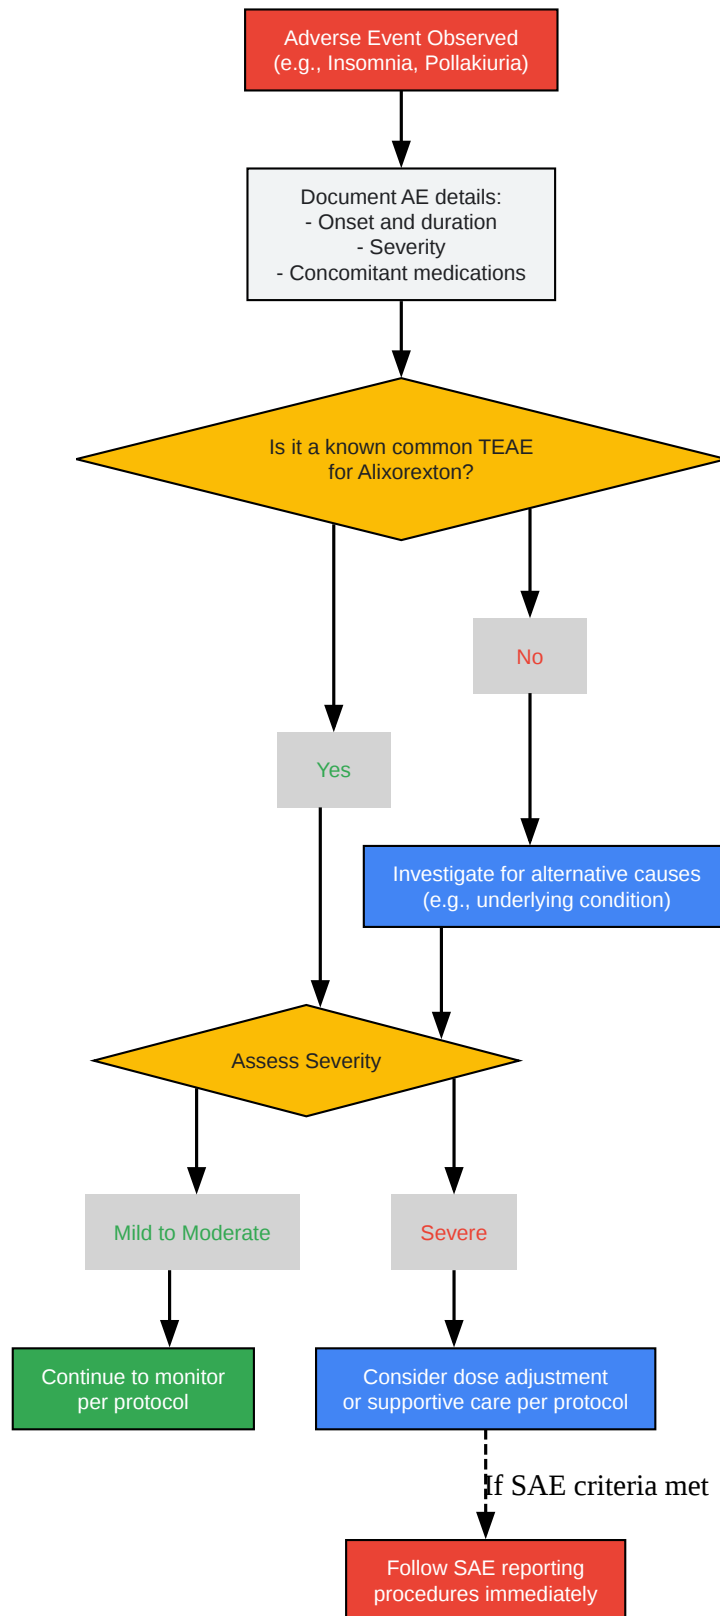 Adverse Event Observed
(e.g., Insomnia, Pollakiuria)
Document AE details:
- Onset and duration
- Severity
- Concomitant medications
Is it a known common TEAE
for Alixorexton?
No
Yes
Investigate for alternative causes
(e.g., underlying condition)
Assess Severity
Mild to Moderate
Severe
Continue to monitor
per protocol
Consider dose adjustment
or supportive care per protocol
If SAE criteria met
Follow SAE reporting
procedures immediately